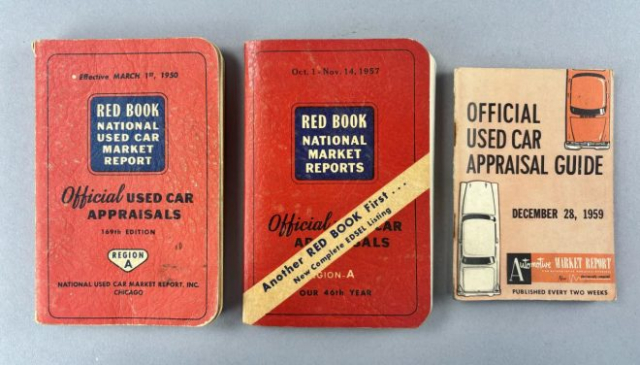 Effective MARCH 1ST, 1950
RED BOOK
NATIONAL
USED CAR
MARKET
REPORT
Official USED CAR
APPRAISALS
169th EDITION
REGION
A
NATIONAL USED CAR MARKET REPORT, INC.
CHICAGO
Oct. 1 - Nov. 14, 1957
RED BOOK
NATIONAL
MARKET
REPORTS
Official CAR
Another RED BOOK First...
New Complete EDSEL Listing
A
OUR 46th YEAR
OFFICIAL
USED CAR
APPRAISAL GUIDE
DECEMBER 28, 1959
Automotive MARKET REPORT
PUBLISHED EVERY TWO WEEKS